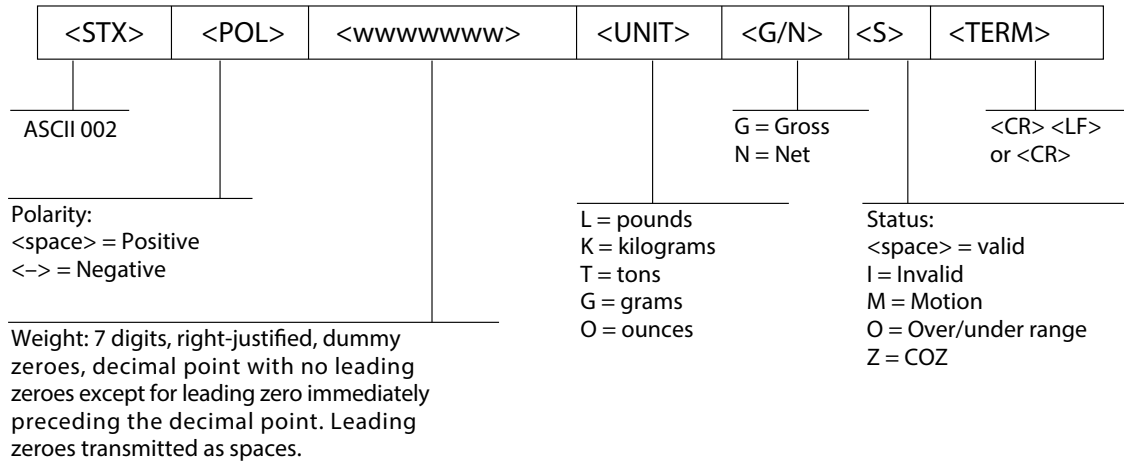 <STX> <POL> <wwwwwww> <UNIT> <G/N> <S> <TERM>
ASCII 002
G = Gross
N = Net
<CR> <LF>
or <CR>
Polarity:
<space> = Positive
<–> = Negative
L = pounds
K = kilograms
T = tons
G = grams
O = ounces
Status:
<space> = valid
I = Invalid
M = Motion
O = Over/under range
Z = COZ
Weight: 7 digits, right-justified, dummy
zeroes, decimal point with no leading
zeroes except for leading zero immediately
preceding the decimal point. Leading
zeroes transmitted as spaces.